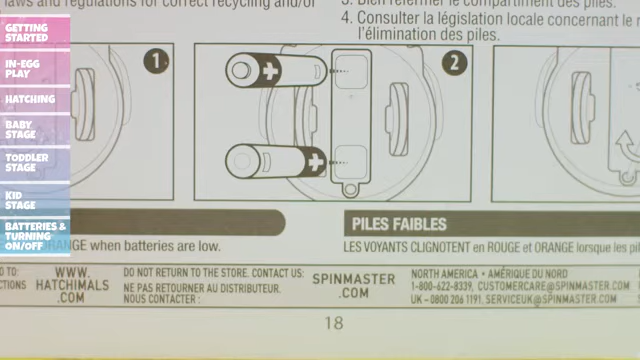 laws and regulations for correct recycling and/or
3. Bien refermer le compartiment des piles.
4. Consulter la législation locale concernant le
l'élimination des piles.
GETTING
STARTED
IN-EGG
PLAY
HATCHING
BABY
STAGE
TODDLER
STAGE
KID
STAGE
BATTERIES &
TURNING
ON/OFF
1
2
PILES FAIBLES
ORANGE when batteries are low.
LES VOYANTS CLIGNOTENT en ROUGE et ORANGE lorsque les
WWW.
HATCHIMALS
.COM
DO NOT RETURN TO THE STORE. CONTACT US:
NE PAS RETOURNER AU DISTRIBUTEUR.
NOUS CONTACTER :
SPINMASTER
.COM
NORTH AMERICA • AMÉRIQUE DU NORD
1-800-622-8339, CUSTOMERCARE@SPINMASTER.COM
UK – 0800 206 1191, SERVICEUK@SPINMASTER.COM
18